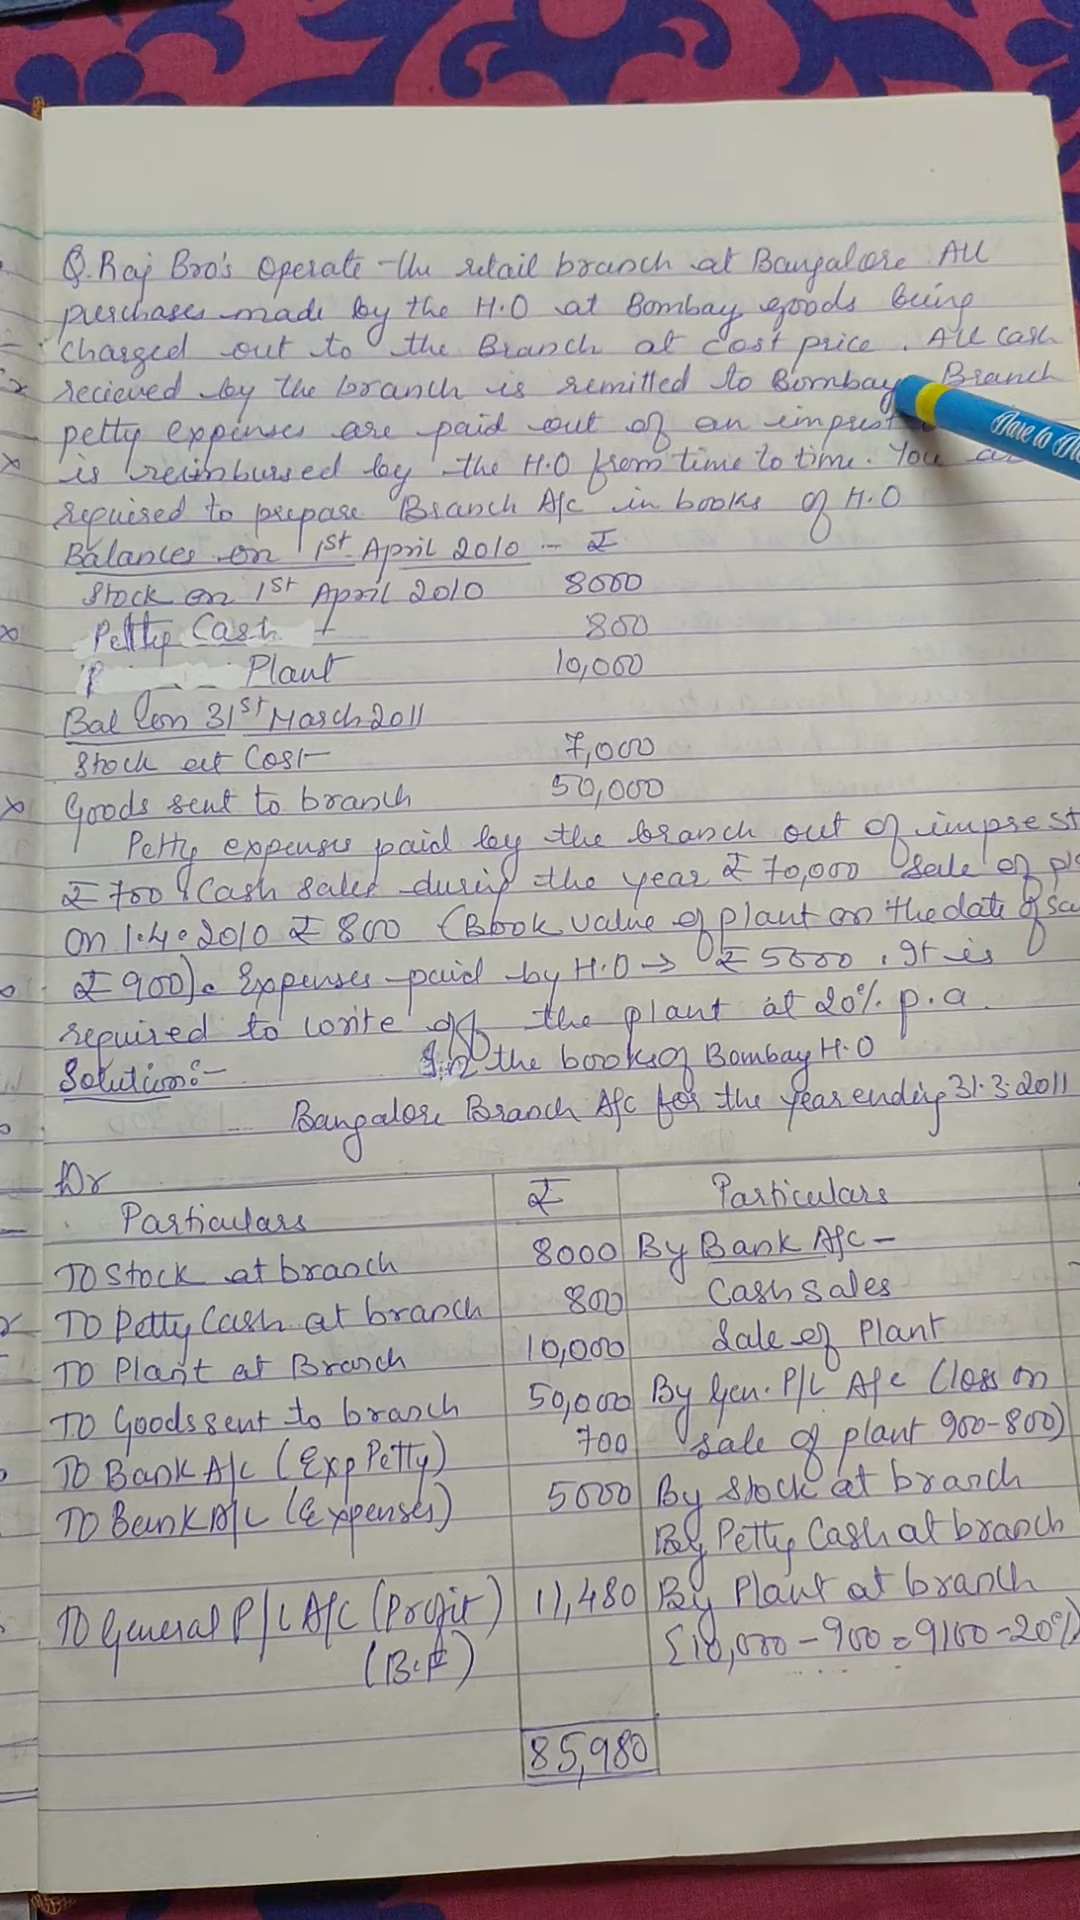 Q. Raj Bro's Operate the retail branch at Bangalore. All
purchases made by the H.O at Bombay goods being
Charged out to the Branch at cost price. All cash
recieved by the branch is remitted to Bombay Branch
petty expenses are paid out of an
is reimbursed by the H.O from time to time. You
required to prepare Branch A/c in books of H.O
Balances on 1st April 2010 - ₹
Stock on 1st April 2010 8000
Petty Cash 800
Plant 10,000
Bal on 31st March 2011
Stock at Cost 7,000
Goods sent to branch 50,000
Petty expenses paid by the branch out of imprest
₹ 700 Cash sales during the year ₹ 70,000 Sale of
on 1.4.2010 ₹ 800 (Book value of plant on the date of
₹ 900). Expenses paid by H.O → ₹ 5000. It is
required to write off the plant at 20% p.a.
Solution:- In the books of Bombay H.O
Bangalore Branch A/c for the year ending 31.3.2011
Dr
Particulars ₹ Particulars
To Stock at branch 8000 By Bank A/c -
To Petty Cash at branch 800 Cash Sales
To Plant at Branch 10,000 Sale of Plant
To Goods sent to branch 50,000 By Gen. P/L A/c (loss on
To Bank A/c (Exp Petty) 700 sale of plant 900-800)
To Bank A/c (Expenses) 5000 By Stock at branch
By Petty Cash at branch
To General P/L A/c (Profit) 11,480 By Plant at branch
(B.F) {10,000 - 900 = 9100 - 20%}
85,980